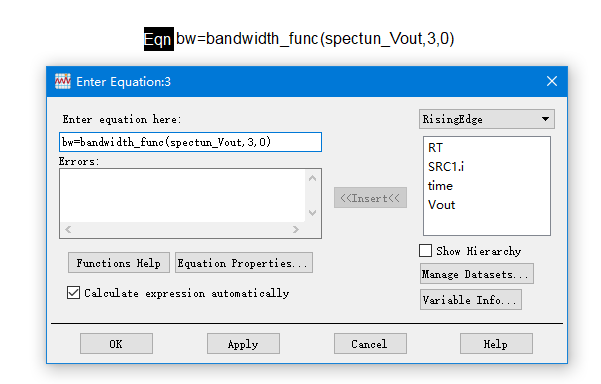 Eqn bw=bandwidth_func(spectun_Vout,3,0)
Enter Equation:3
Enter equation here:
bw=bandwidth_func(spectun_Vout,3,0)
Errors:
<<Insert<<
RisingEdge
RT
SRC1.i
time
Vout
Functions Help
Equation Properties...
Show Hierarchy
Manage Datasets...
Calculate expression automatically
Variable Info...
OK
Apply
Cancel
Help